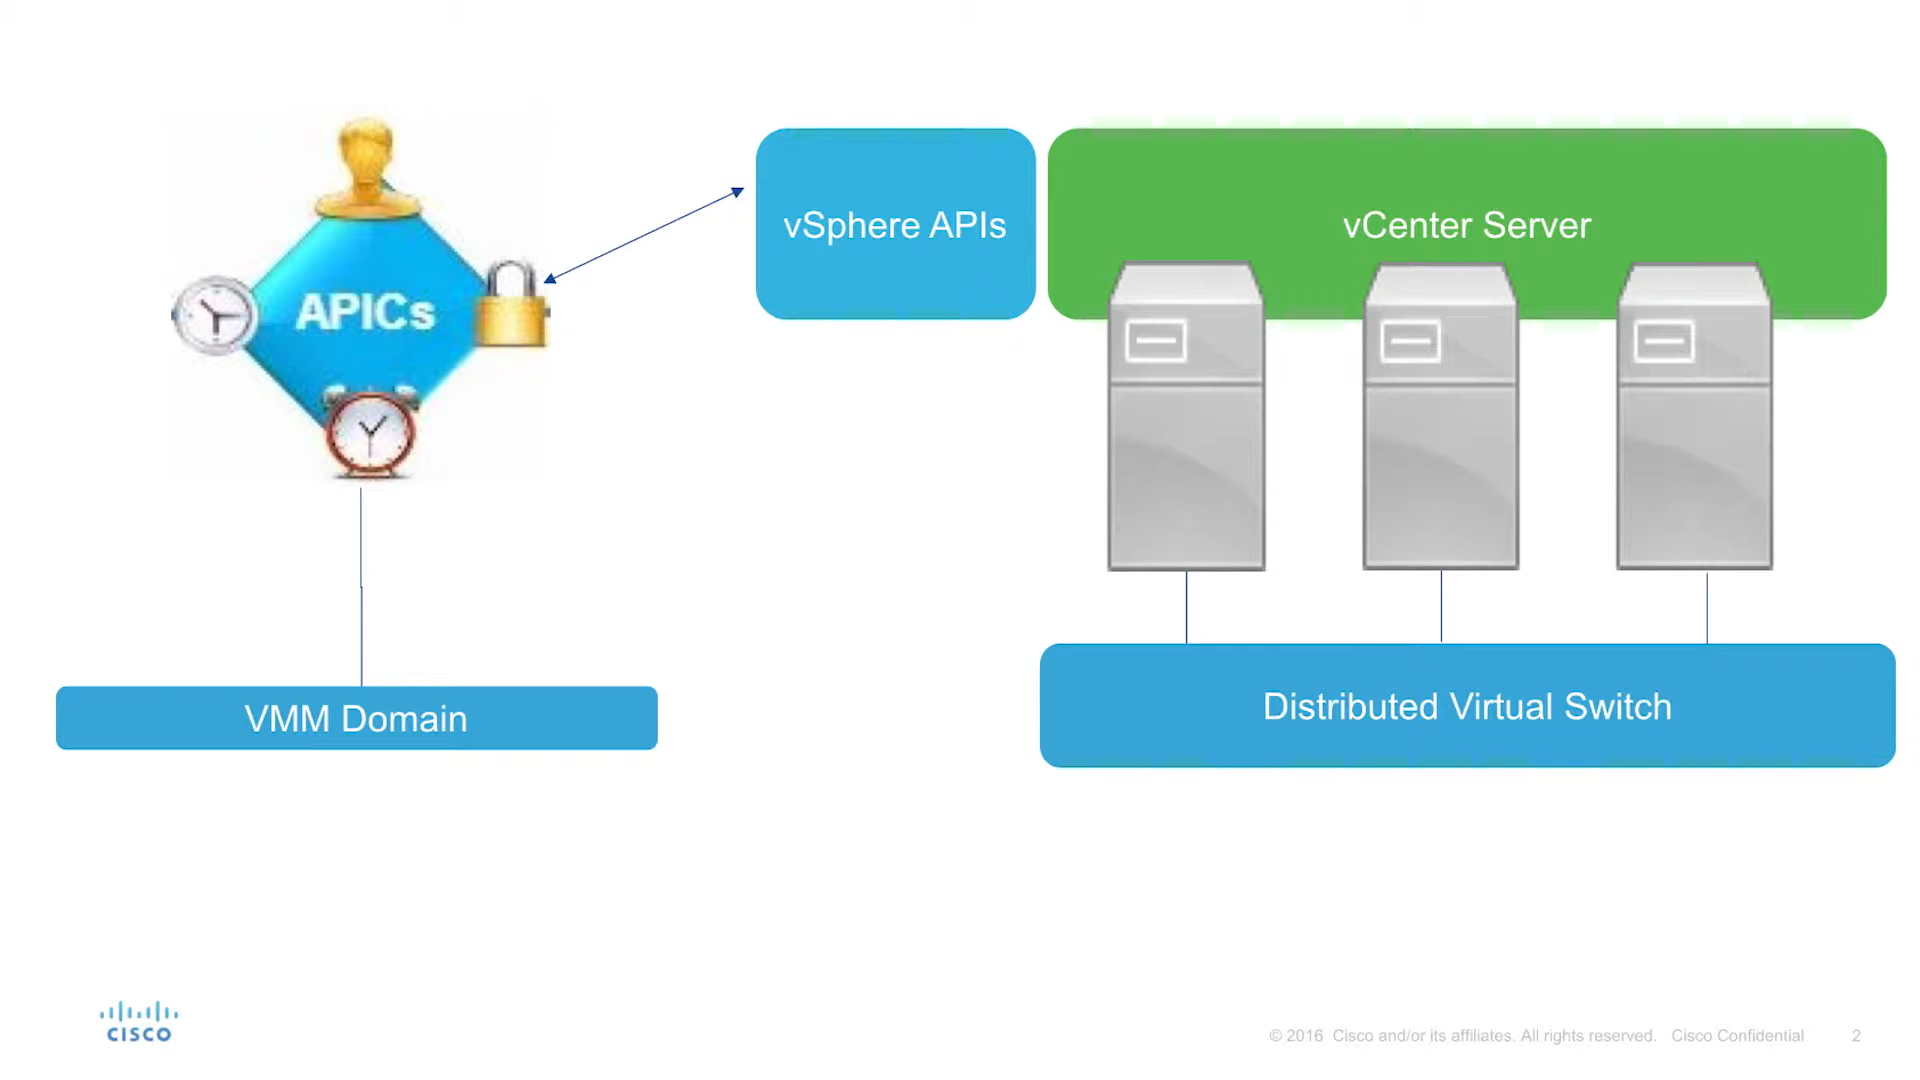 vSphere APIs
vCenter Server
APICs
VMM Domain
Distributed Virtual Switch
CISCO
© 2016 Cisco and/or its affiliates. All rights reserved. Cisco Confidential 2